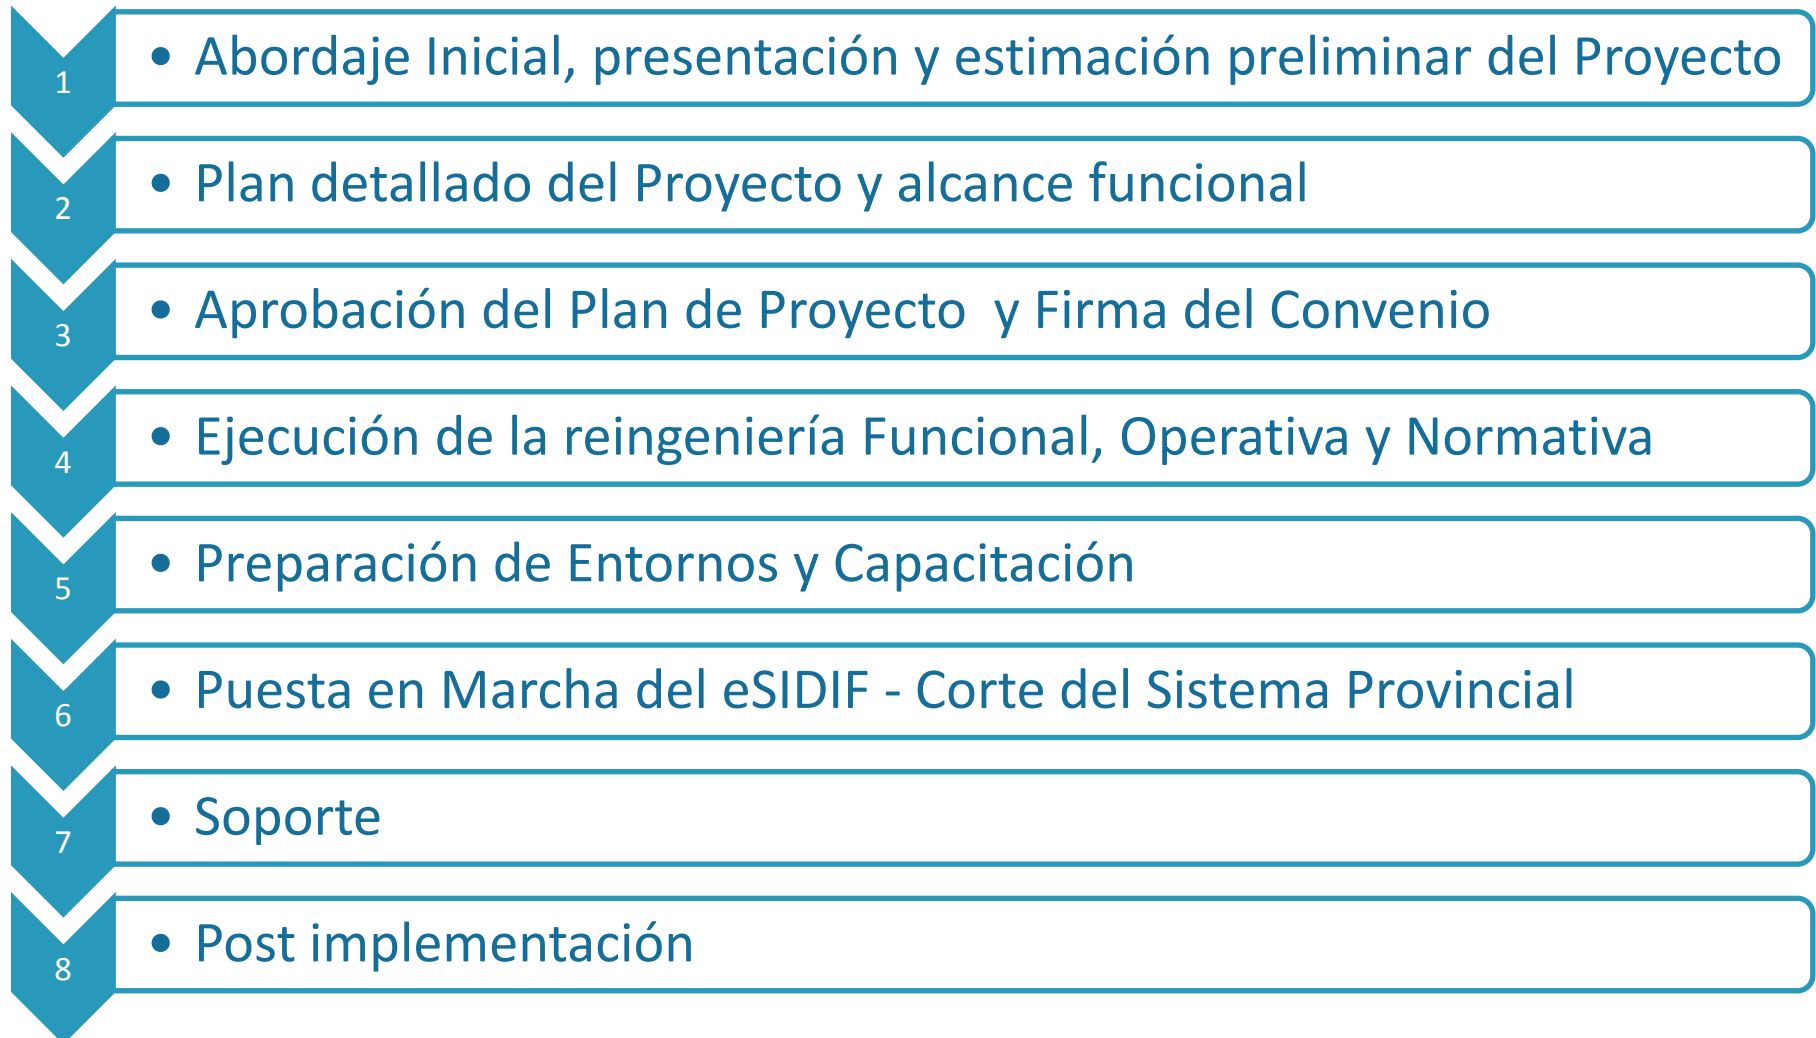 1
• Abordaje Inicial, presentación y estimación preliminar del Proyecto
2
• Plan detallado del Proyecto y alcance funcional
3
• Aprobación del Plan de Proyecto  y Firma del Convenio
4
• Ejecución de la reingeniería Funcional, Operativa y Normativa
5
• Preparación de Entornos y Capacitación
6
• Puesta en Marcha del eSIDIF - Corte del Sistema Provincial
7
• Soporte
8
• Post implementación